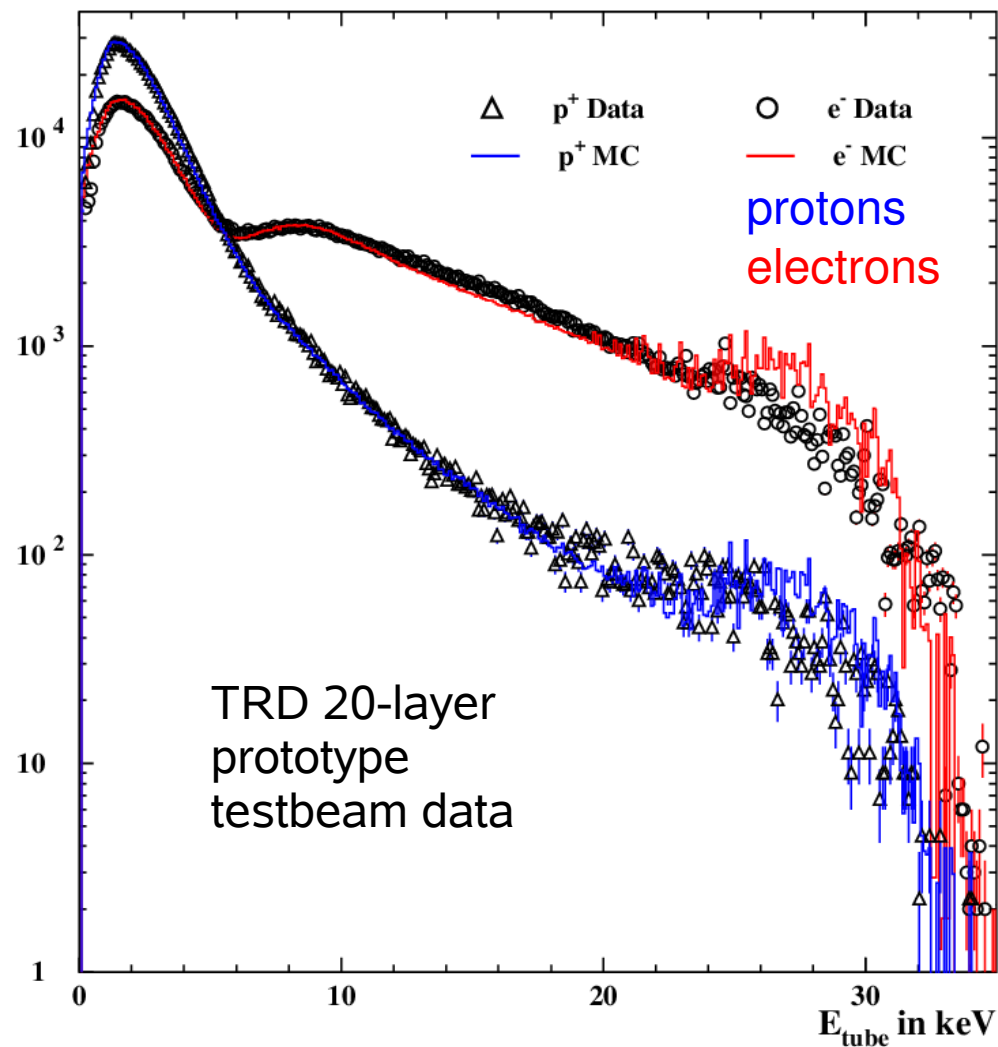 10⁴
10³
10²
10
1
p⁺ Data
e⁻ Data
p⁺ MC
e⁻ MC
protons
electrons
TRD 20-layer
prototype
testbeam data
0 10 20 30
E_tube in keV